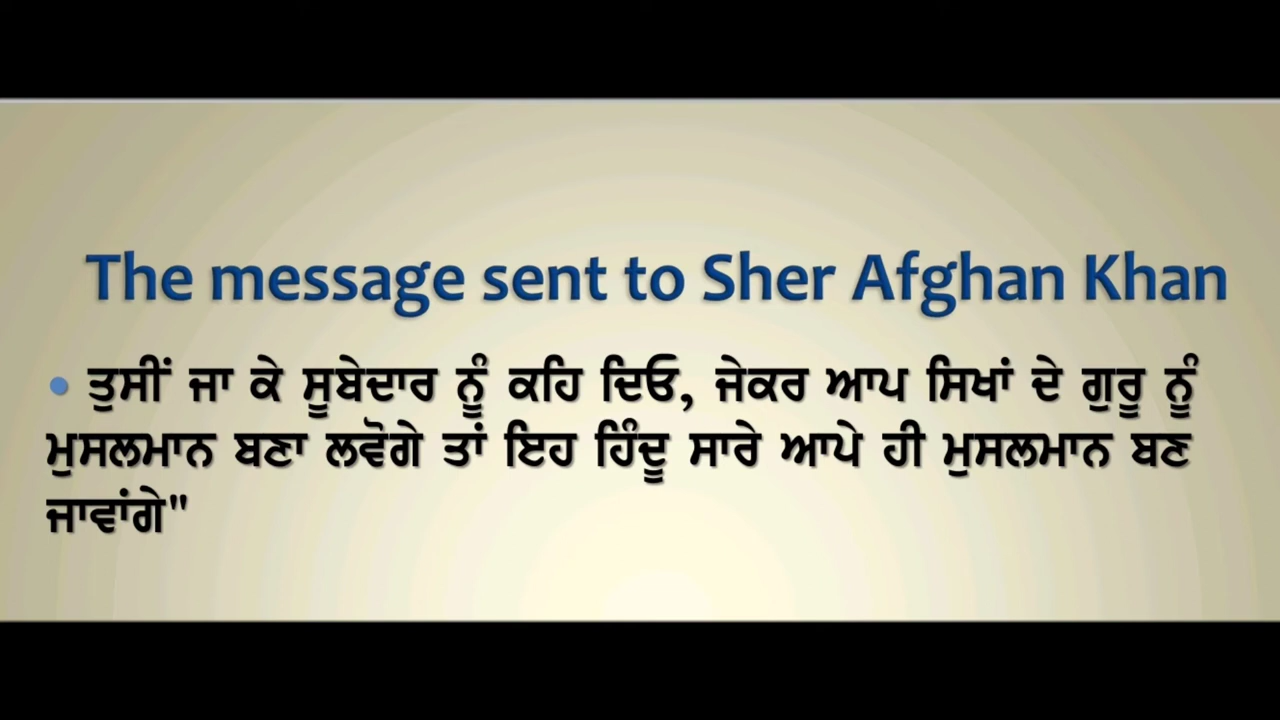 The message sent to Sher Afghan Khan
• ਤੁਸੀਂ ਜਾ ਕੇ ਸੂਬੇਦਾਰ ਨੂੰ ਕਹਿ ਦਿਓ, ਜੇਕਰ ਆਪ ਸਿਖਾਂ ਦੇ ਗੁਰੂ ਨੂੰ
ਮੁਸਲਮਾਨ ਬਣਾ ਲਵੋਗੇ ਤਾਂ ਇਹ ਹਿੰਦੂ ਸਾਰੇ ਆਪੇ ਹੀ ਮੁਸਲਮਾਨ ਬਣ
ਜਾਵਾਂਗੇ"